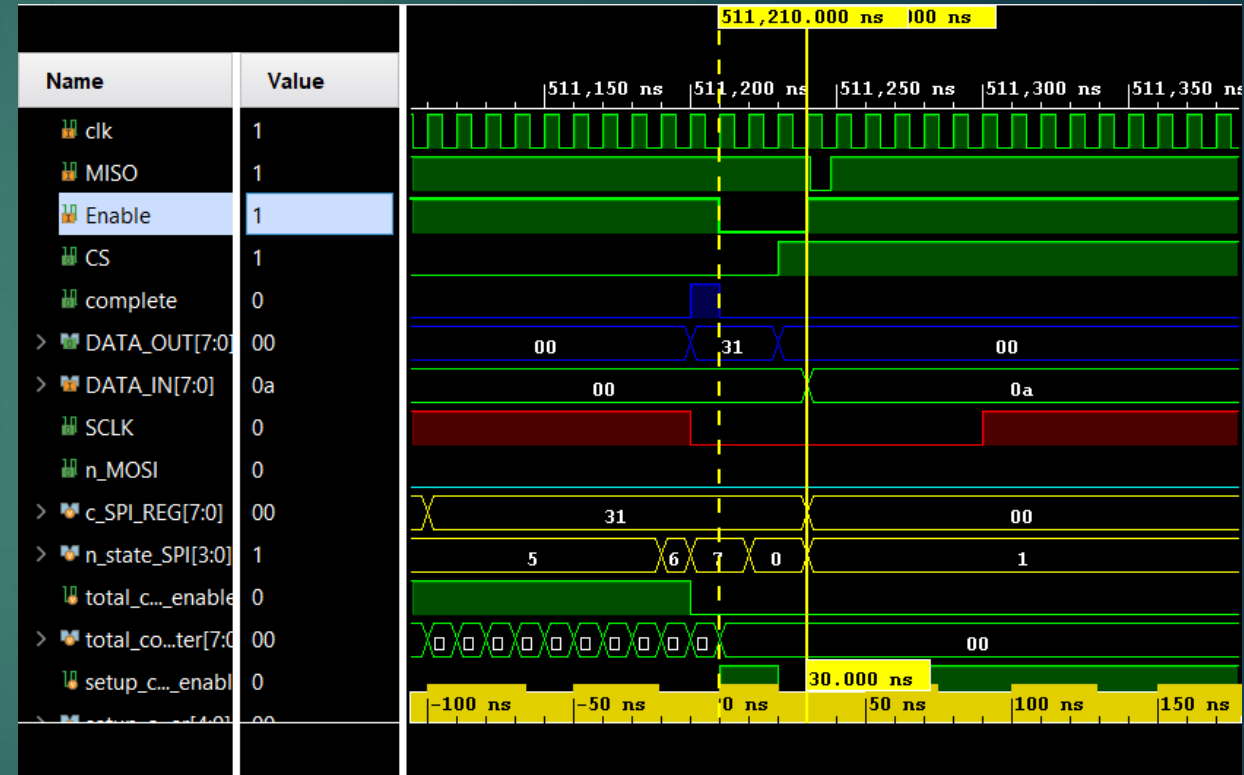 511,210.000 ns 00 ns
Name Value
511,150 ns 511,200 ns 511,250 ns 511,300 ns 511,350 ns
clk 1
MISO 1
Enable 1
CS 1
complete 0
DATA_OUT[7:0] 00 00 31 00
DATA_IN[7:0] 0a 00 0a
SCLK 0
n_MOSI 0
c_SPI_REG[7:0] 00 31 00
n_state_SPI[3:0] 1 5 6 7 0 1
total_c..._enable 0
total_co...ter[7:0 00 00
setup_c..._enabl 0 30.000 ns
-100 ns -50 ns 0 ns 50 ns 100 ns 150 ns